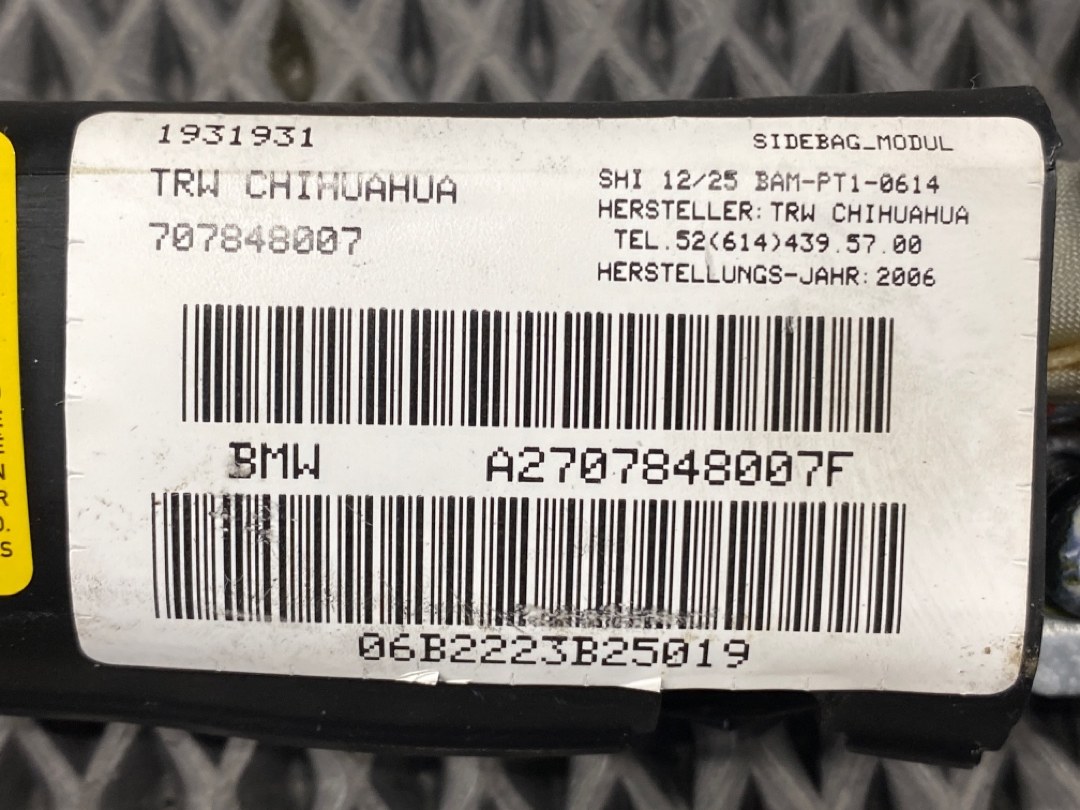 1931931
TRW CHIHUAHUA
707848007
SIDEBAG_MODUL
SHI 12/25 BAM-PT1-0614
HERSTELLER: TRW CHIHUAHUA
TEL.52(614)439.57.00
HERSTELLUNGS-JAHR: 2006
BMW A2707848007F
06B2223B25019